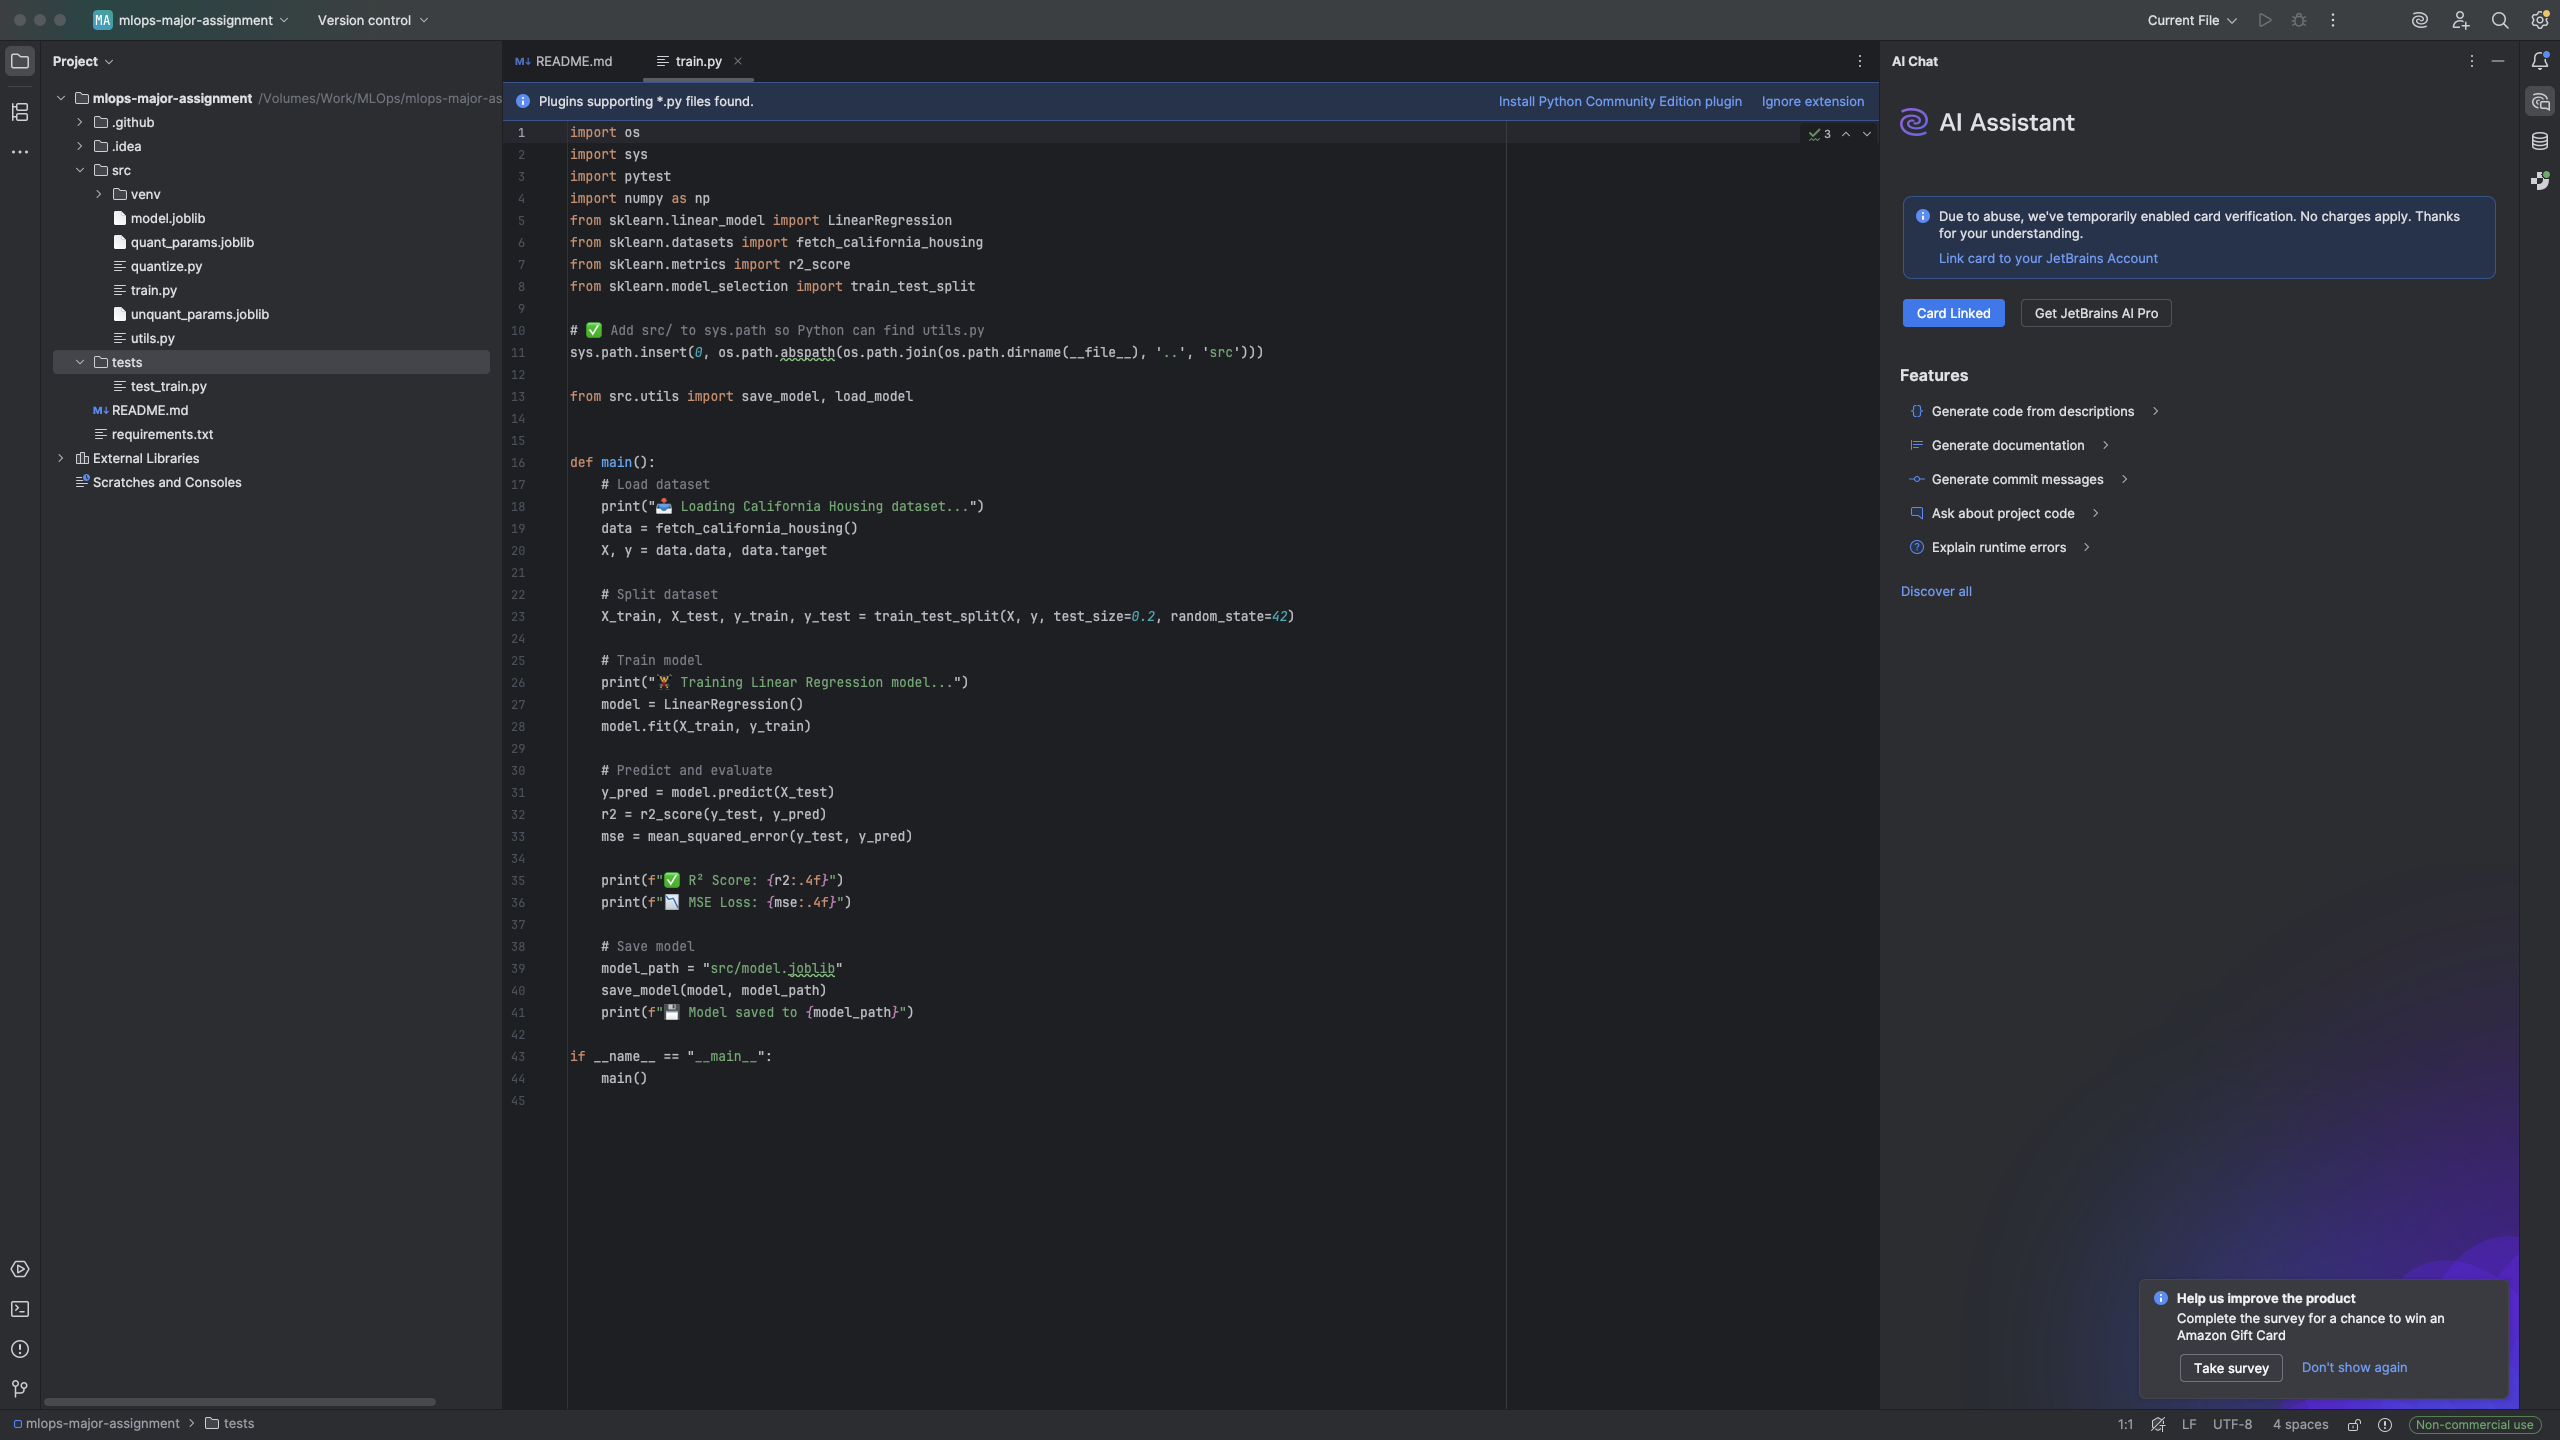 MA mlops-major-assignment Version control Current File
Project
mlops-major-assignment /Volumes/Work/MLOps/mlops-major-as
.github
.idea
src
venv
model.joblib
quant_params.joblib
quantize.py
train.py
unquant_params.joblib
utils.py
tests
test_train.py
M↓ README.md
requirements.txt
External Libraries
Scratches and Consoles
M↓ README.md train.py
Plugins supporting *.py files found. Install Python Community Edition plugin Ignore extension
3
1 import os
2 import sys
3 import pytest
4 import numpy as np
5 from sklearn.linear_model import LinearRegression
6 from sklearn.datasets import fetch_california_housing
7 from sklearn.metrics import r2_score
8 from sklearn.model_selection import train_test_split
9
10 # ✅ Add src/ to sys.path so Python can find utils.py
11 sys.path.insert(0, os.path.abspath(os.path.join(os.path.dirname(__file__), '..', 'src')))
12
13 from src.utils import save_model, load_model
14
15
16 def main():
17 # Load dataset
18 print("📥 Loading California Housing dataset...")
19 data = fetch_california_housing()
20 X, y = data.data, data.target
21
22 # Split dataset
23 X_train, X_test, y_train, y_test = train_test_split(X, y, test_size=0.2, random_state=42)
24
25 # Train model
26 print("🏋 Training Linear Regression model...")
27 model = LinearRegression()
28 model.fit(X_train, y_train)
29
30 # Predict and evaluate
31 y_pred = model.predict(X_test)
32 r2 = r2_score(y_test, y_pred)
33 mse = mean_squared_error(y_test, y_pred)
34
35 print(f"✅ R² Score: {r2:.4f}")
36 print(f"📉 MSE Loss: {mse:.4f}")
37
38 # Save model
39 model_path = "src/model.joblib"
40 save_model(model, model_path)
41 print(f"💾 Model saved to {model_path}")
42
43 if __name__ == "__main__":
44 main()
45
AI Chat
AI Assistant
Due to abuse, we've temporarily enabled card verification. No charges apply. Thanks
for your understanding.
Link card to your JetBrains Account
Card Linked Get JetBrains AI Pro
Features
Generate code from descriptions
Generate documentation
Generate commit messages
Ask about project code
Explain runtime errors
Discover all
Help us improve the product
Complete the survey for a chance to win an
Amazon Gift Card
Take survey Don't show again
mlops-major-assignment > tests
1:1 LF UTF-8 4 spaces Non-commercial use